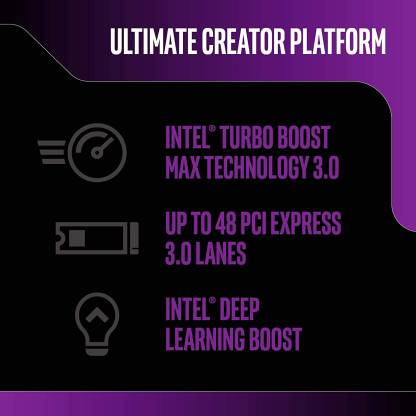 ULTIMATE CREATOR PLATFORM
INTEL® TURBO BOOST
MAX TECHNOLOGY 3.0
UP TO 48 PCI EXPRESS
3.0 LANES
INTEL® DEEP
LEARNING BOOST